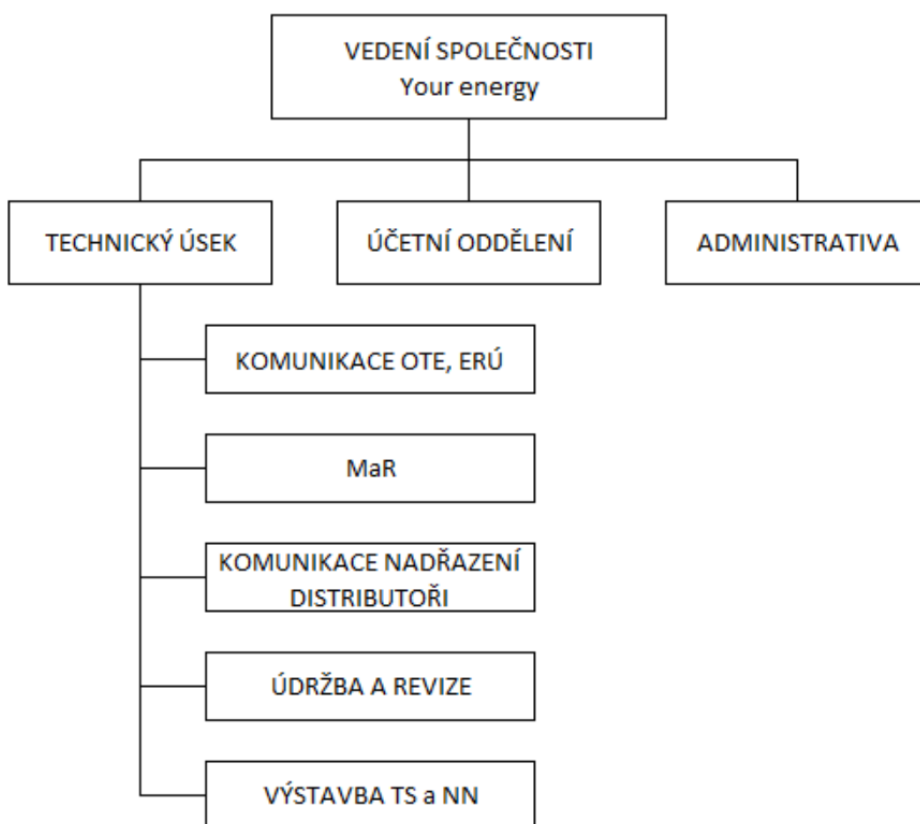 VEDENÍ SPOLEČNOSTI
Your energy
TECHNICKÝ ÚSEK
ÚČETNÍ ODDĚLENÍ
ADMINISTRATIVA
KOMUNIKACE OTE, ERÚ
MaR
KOMUNIKACE NADŘAZENÍ
DISTRIBUTOŘI
ÚDRŽBA A REVIZE
VÝSTAVBA TS a NN